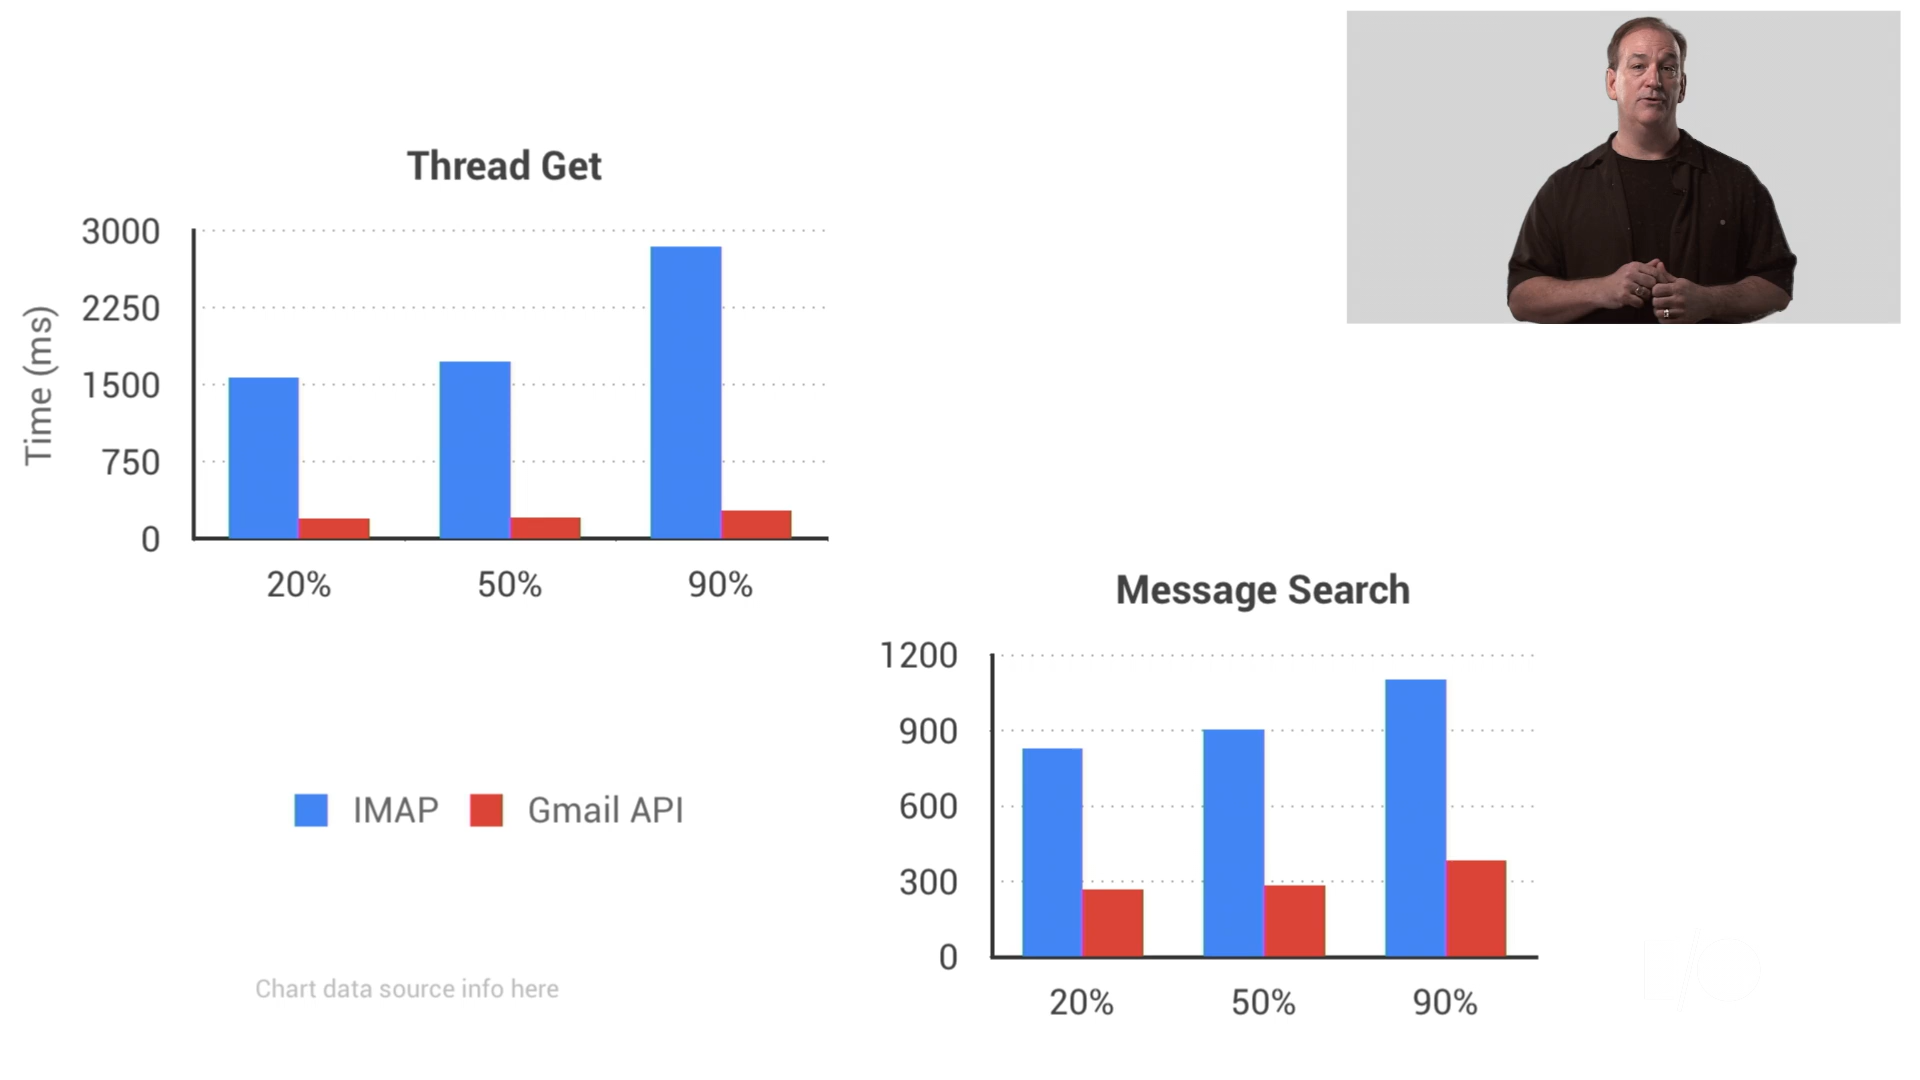 Thread Get
3000
2250
1500
750
0
Time (ms)
20% 50% 90%
Message Search
1200
900
600
300
0
20% 50% 90%
IMAP Gmail API
Chart data source info here
I/O